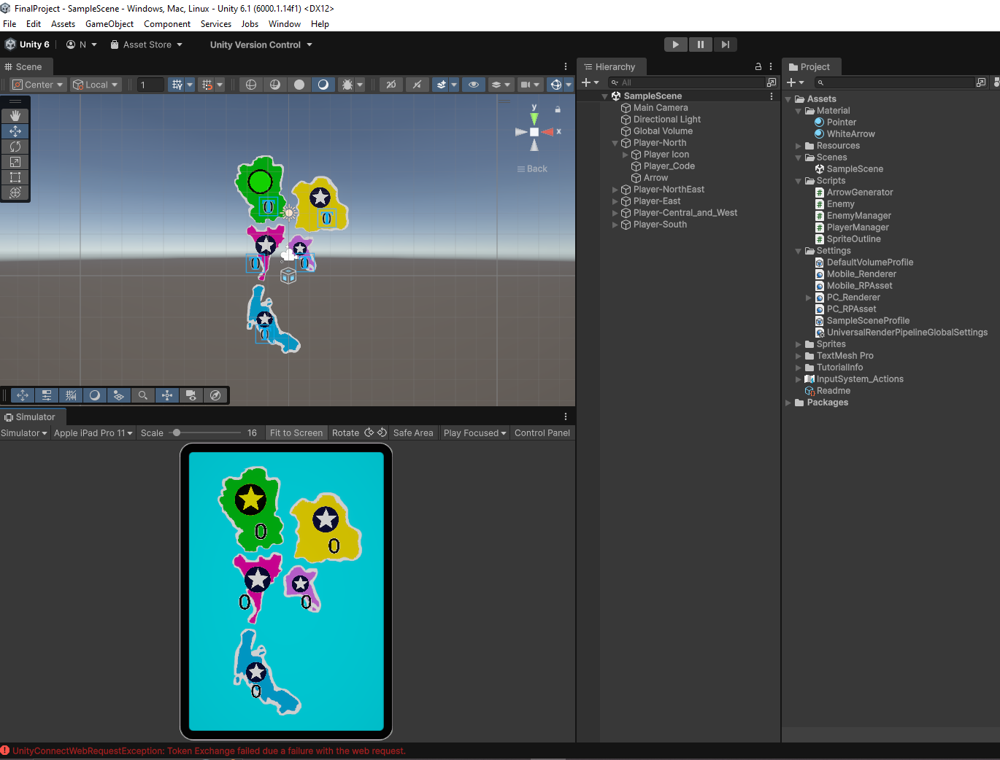 FinalProject - SampleScene - Windows, Mac, Linux - Unity 6.1 (6000.1.14f1) <DX12>
File Edit Assets GameObject Component Services Jobs Window Help
Unity 6 N Asset Store Unity Version Control
Scene
Center Local 1 2D
y
x
Back
0
0
0
0
0
Simulator
Simulator Apple iPad Pro 11 Scale 16 Fit to Screen Rotate Safe Area Play Focused Control Panel
0
0
0
0
0
Hierarchy
All
SampleScene
Main Camera
Directional Light
Global Volume
Player-North
Player Icon
Player_Code
Arrow
Player-NorthEast
Player-East
Player-Central_and_West
Player-South
Project
Assets
Material
Pointer
WhiteArrow
Resources
Scenes
SampleScene
Scripts
ArrowGenerator
Enemy
EnemyManager
PlayerManager
SpriteOutline
Settings
DefaultVolumeProfile
Mobile_Renderer
Mobile_RPAsset
PC_Renderer
PC_RPAsset
SampleSceneProfile
UniversalRenderPipelineGlobalSettings
Sprites
TextMesh Pro
TutorialInfo
InputSystem_Actions
Readme
Packages
UnityConnectWebRequestException: Token Exchange failed due a failure with the web request.